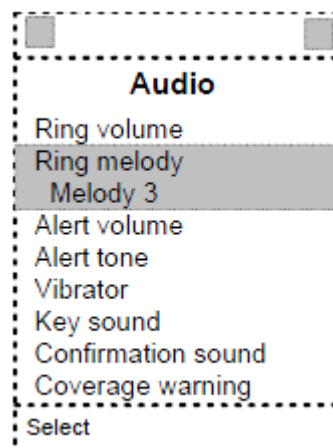 Audio
Ring volume
Ring melody
Melody 3
Alert volume
Alert tone
Vibrator
Key sound
Confirmation sound
Coverage warning
Select